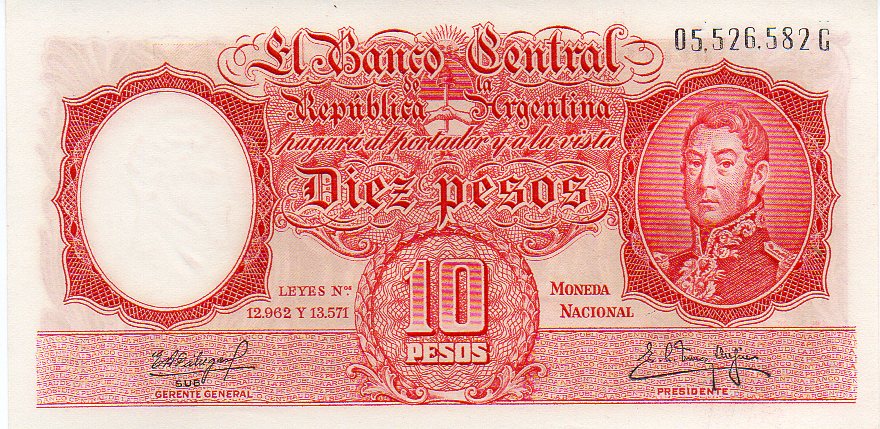 05,526,582 G
El Banco Central
de la
República Argentina
pagará al portador y a la vista
Diez pesos
LEYES Nos.
12.962 Y 13.571
10
PESOS
MONEDA
NACIONAL
SUB
GERENTE GENERAL
PRESIDENTE